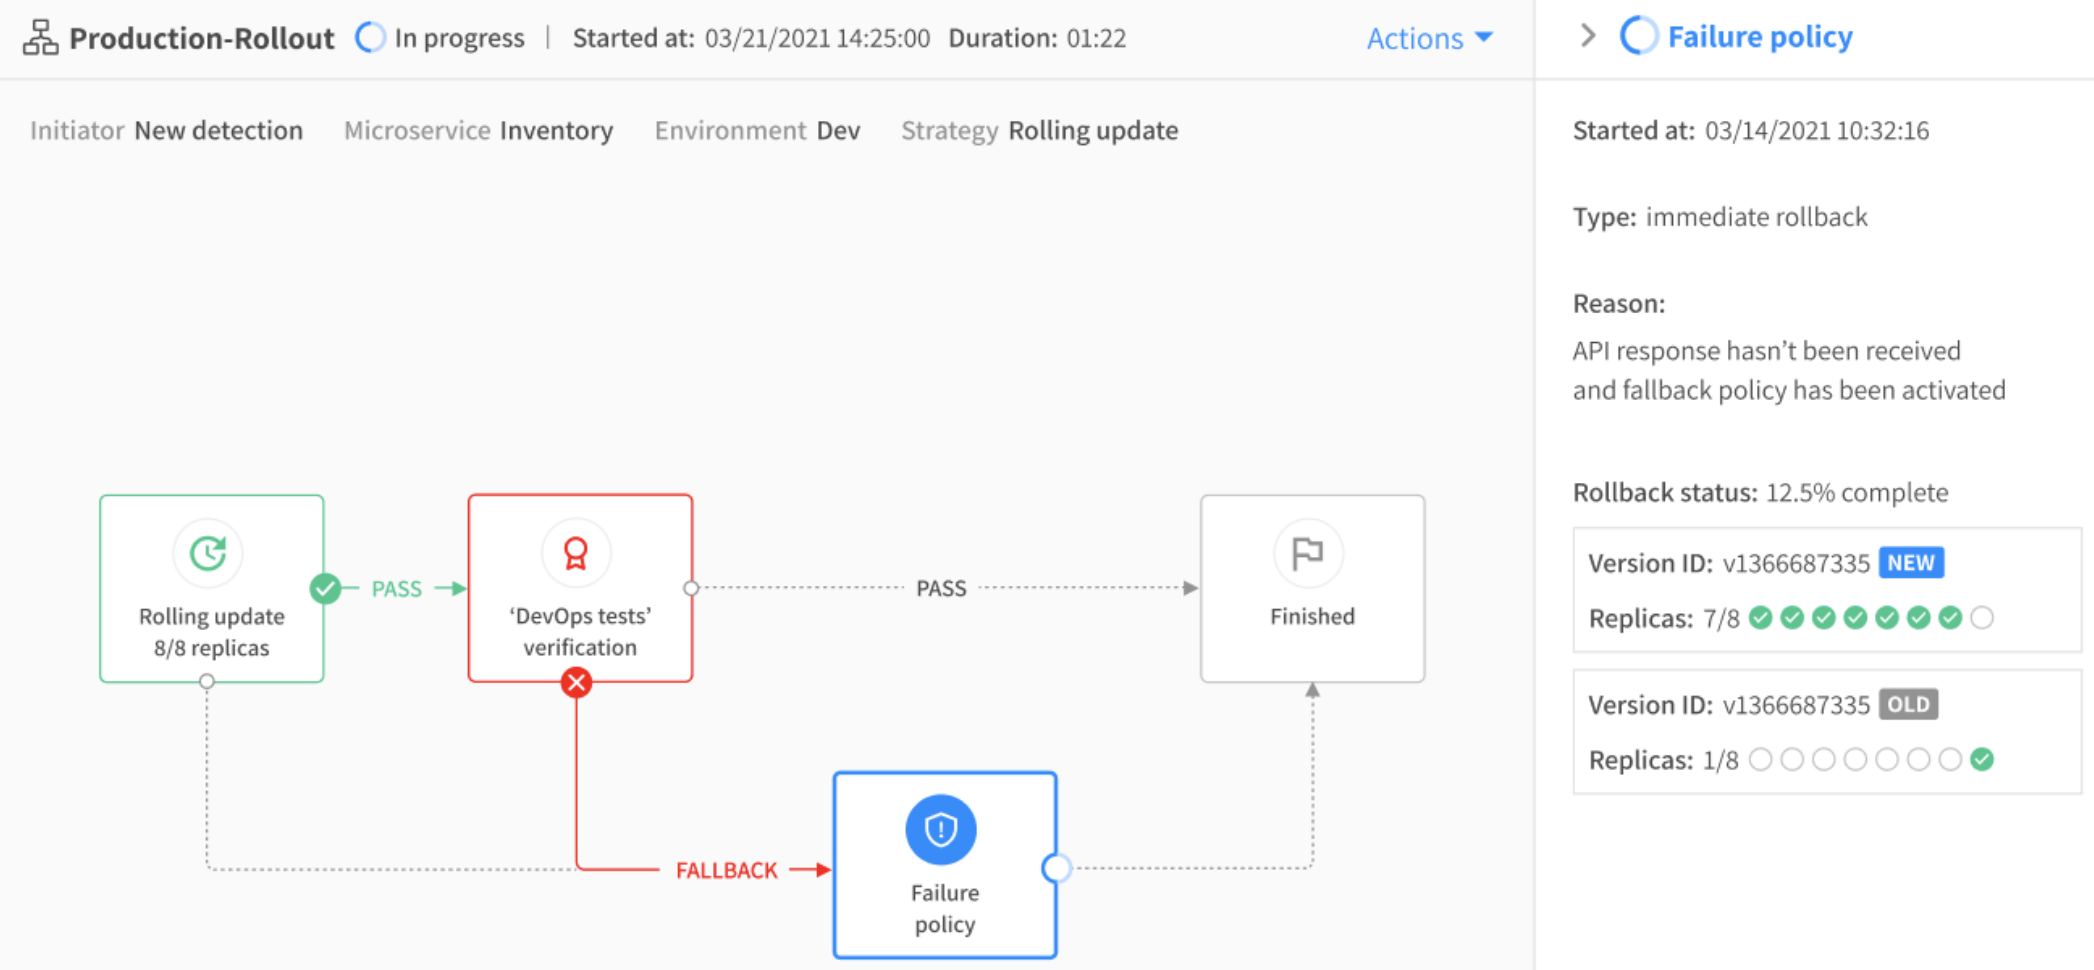 Production-Rollout In progress | Started at: 03/21/2021 14:25:00 Duration: 01:22 Actions
Initiator New detection Microservice Inventory Environment Dev Strategy Rolling update
Rolling update
8/8 replicas
PASS
‘DevOps tests’
verification
PASS
Finished
FALLBACK
Failure
policy
Failure policy
Started at: 03/14/2021 10:32:16
Type: immediate rollback
Reason:
API response hasn’t been received
and fallback policy has been activated
Rollback status: 12.5% complete
Version ID: v1366687335 NEW
Replicas: 7/8
Version ID: v1366687335 OLD
Replicas: 1/8